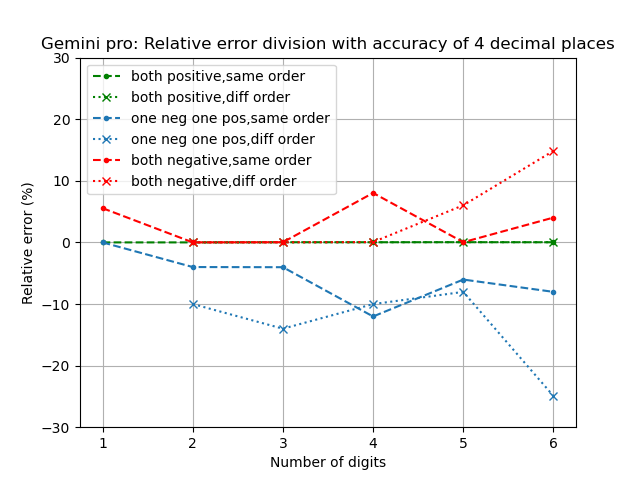 Gemini pro: Relative error division with accuracy of 4 decimal places
30
20
10
0
−10
−20
−30
Relative error (%)
both positive,same order
both positive,diff order
one neg one pos,same order
one neg one pos,diff order
both negative,same order
both negative,diff order
1 2 3 4 5 6
Number of digits